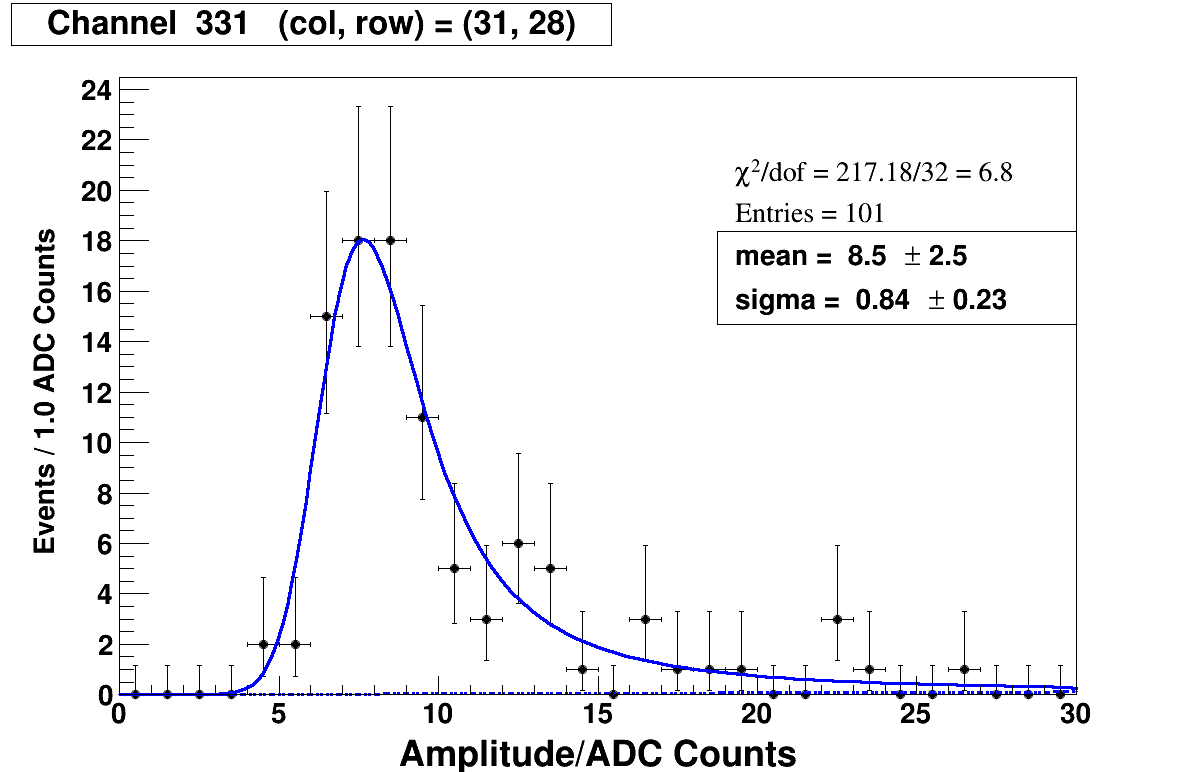 Channel 331 (col, row) = (31, 28)
24
22
20
18
16
14
12
10
8
6
4
2
0
Events / 1.0 ADC Counts
χ²/dof = 217.18/32 = 6.8
Entries = 101
mean = 8.5 ± 2.5
sigma = 0.84 ± 0.23
0 5 10 15 20 25 30
Amplitude/ADC Counts